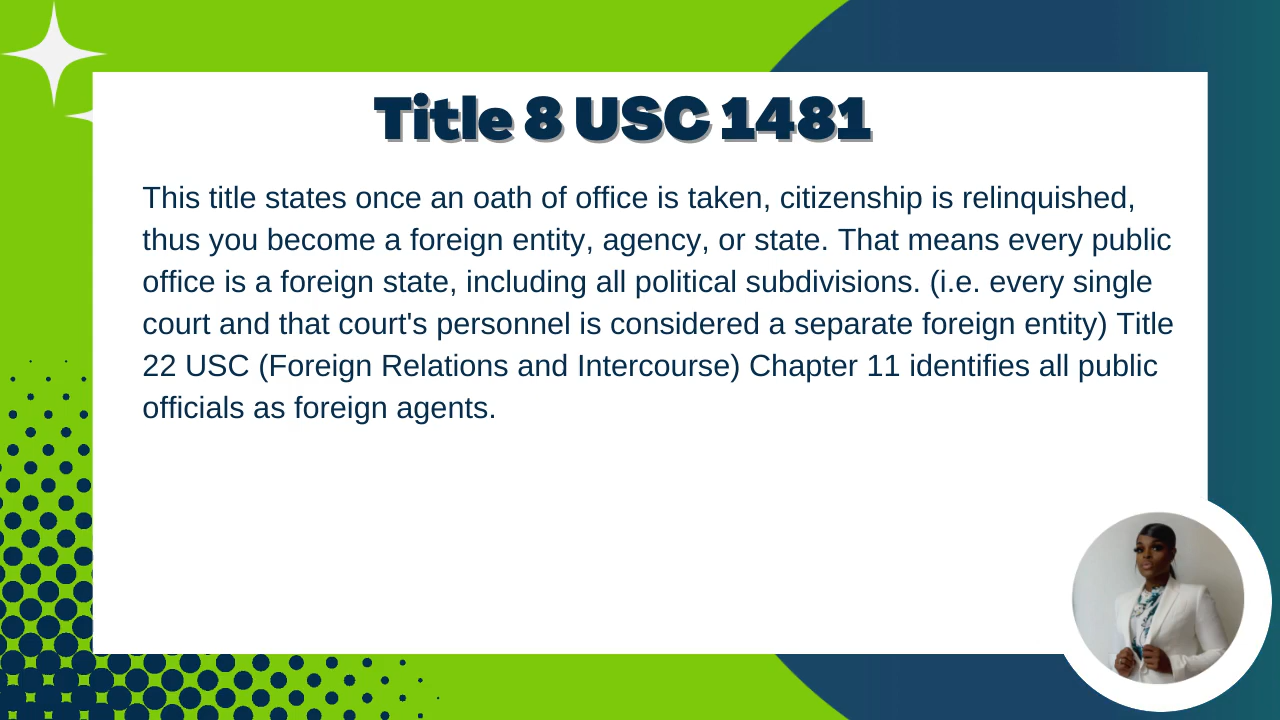 Title 8 USC 1481
This title states once an oath of office is taken, citizenship is relinquished,
thus you become a foreign entity, agency, or state. That means every public
office is a foreign state, including all political subdivisions. (i.e. every single
court and that court's personnel is considered a separate foreign entity) Title
22 USC (Foreign Relations and Intercourse) Chapter 11 identifies all public
officials as foreign agents.